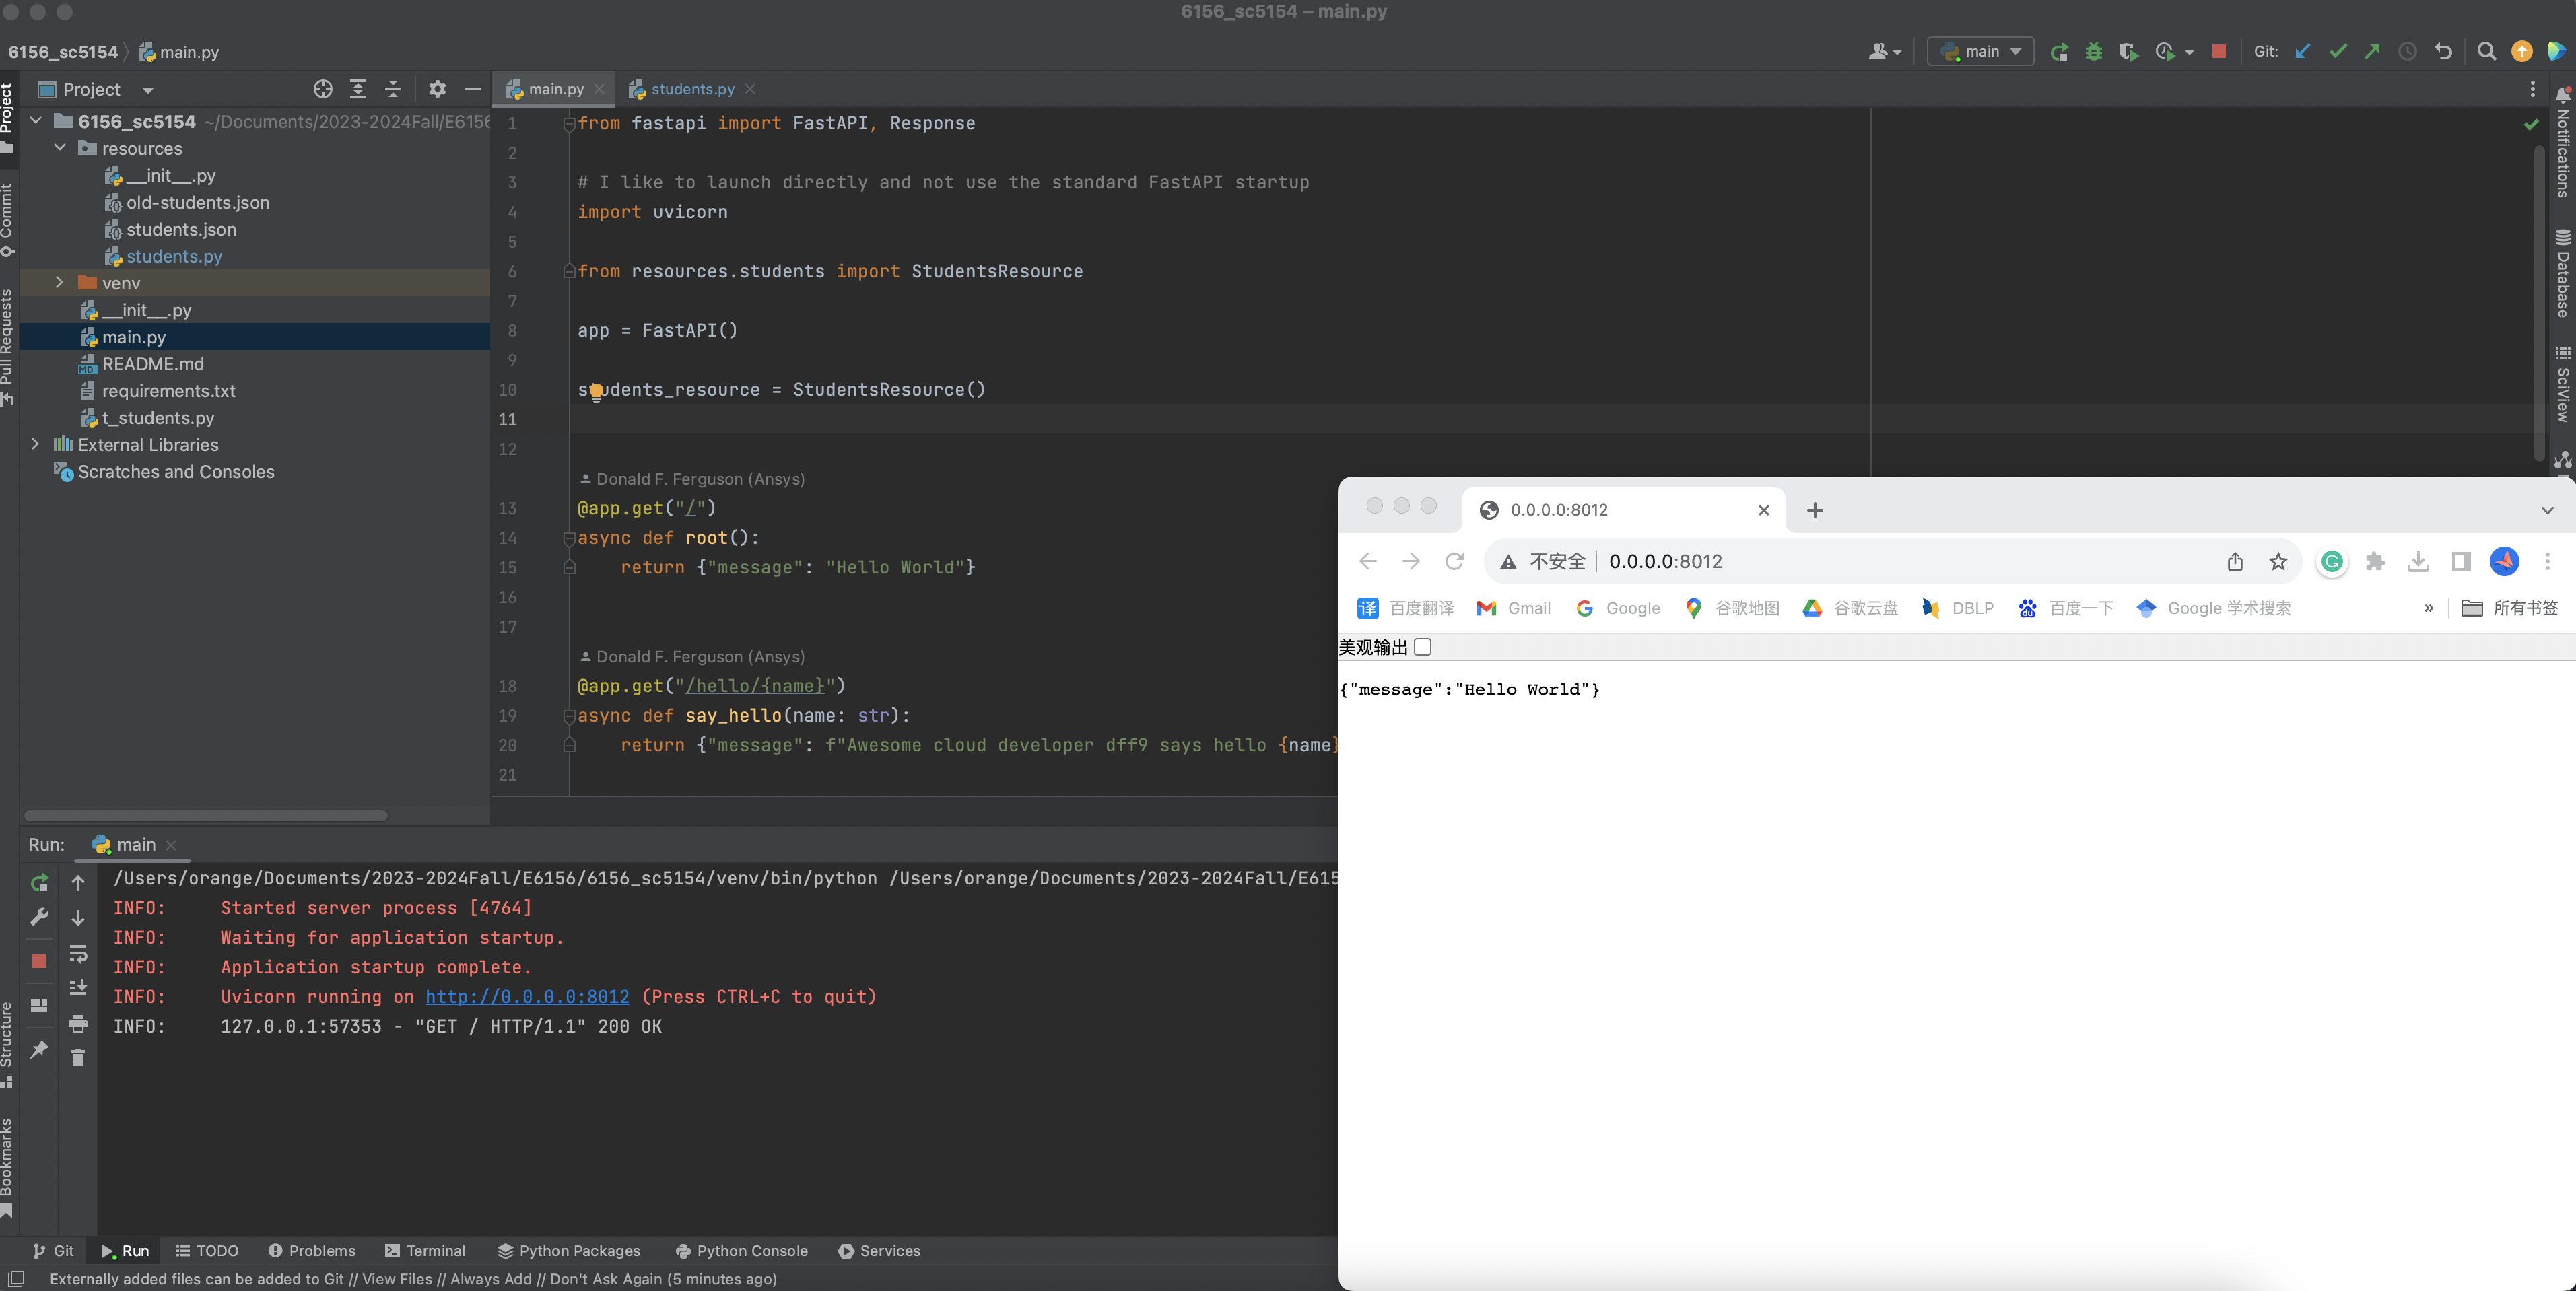 6156_sc5154 – main.py
6156_sc5154 main.py
main
Git:
Project
main.py
students.py
Project
Commit
Pull Requests
Structure
Bookmarks
Notifications
Database
SciView
6156_sc5154 ~/Documents/2023-2024Fall/E6156
resources
__init__.py
old-students.json
students.json
students.py
venv
__init__.py
main.py
README.md
requirements.txt
t_students.py
External Libraries
Scratches and Consoles
1 from fastapi import FastAPI, Response
2
3 # I like to launch directly and not use the standard FastAPI startup
4 import uvicorn
5
6 from resources.students import StudentsResource
7
8 app = FastAPI()
9
10 students_resource = StudentsResource()
11
12
Donald F. Ferguson (Ansys)
13 @app.get("/")
14 async def root():
15 return {"message": "Hello World"}
16
17
Donald F. Ferguson (Ansys)
18 @app.get("/hello/{name}")
19 async def say_hello(name: str):
20 return {"message": f"Awesome cloud developer dff9 says hello {name}
21
0.0.0.0:8012
不安全 0.0.0.0:8012
译 百度翻译 Gmail Google 谷歌地图 谷歌云盘 DBLP 百度一下 Google 学术搜索 » 所有书签
美观输出
{"message":"Hello World"}
Run: main
/Users/orange/Documents/2023-2024Fall/E6156/6156_sc5154/venv/bin/python /Users/orange/Documents/2023-2024Fall/E615
INFO: Started server process [4764]
INFO: Waiting for application startup.
INFO: Application startup complete.
INFO: Uvicorn running on http://0.0.0.0:8012 (Press CTRL+C to quit)
INFO: 127.0.0.1:57353 - "GET / HTTP/1.1" 200 OK
Git Run TODO Problems Terminal Python Packages Python Console Services
Externally added files can be added to Git // View Files // Always Add // Don't Ask Again (5 minutes ago)